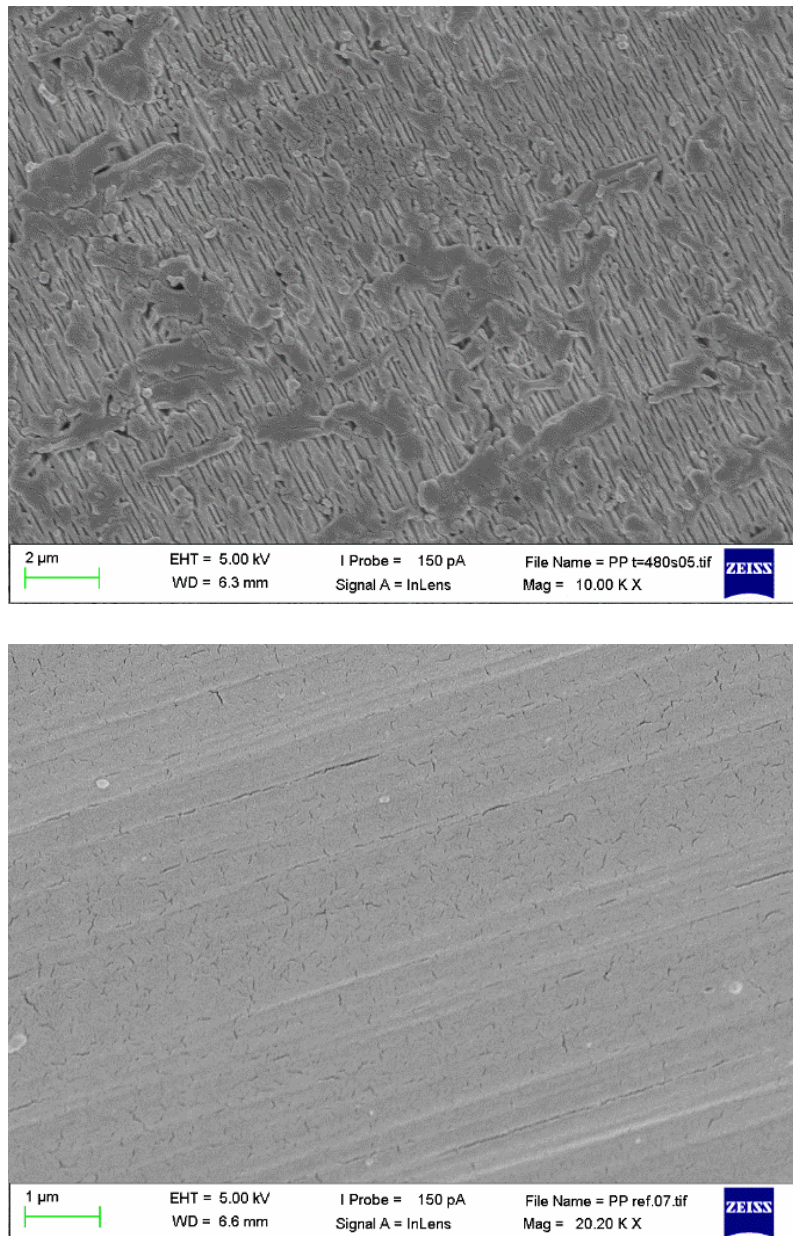 2 µm EHT = 5.00 kV I Probe = 150 pA File Name = PP t=480s05.tif ZEISS
WD = 6.3 mm Signal A = InLens Mag = 10.00 K X
1 µm EHT = 5.00 kV I Probe = 150 pA File Name = PP ref.07.tif ZEISS
WD = 6.6 mm Signal A = InLens Mag = 20.20 K X